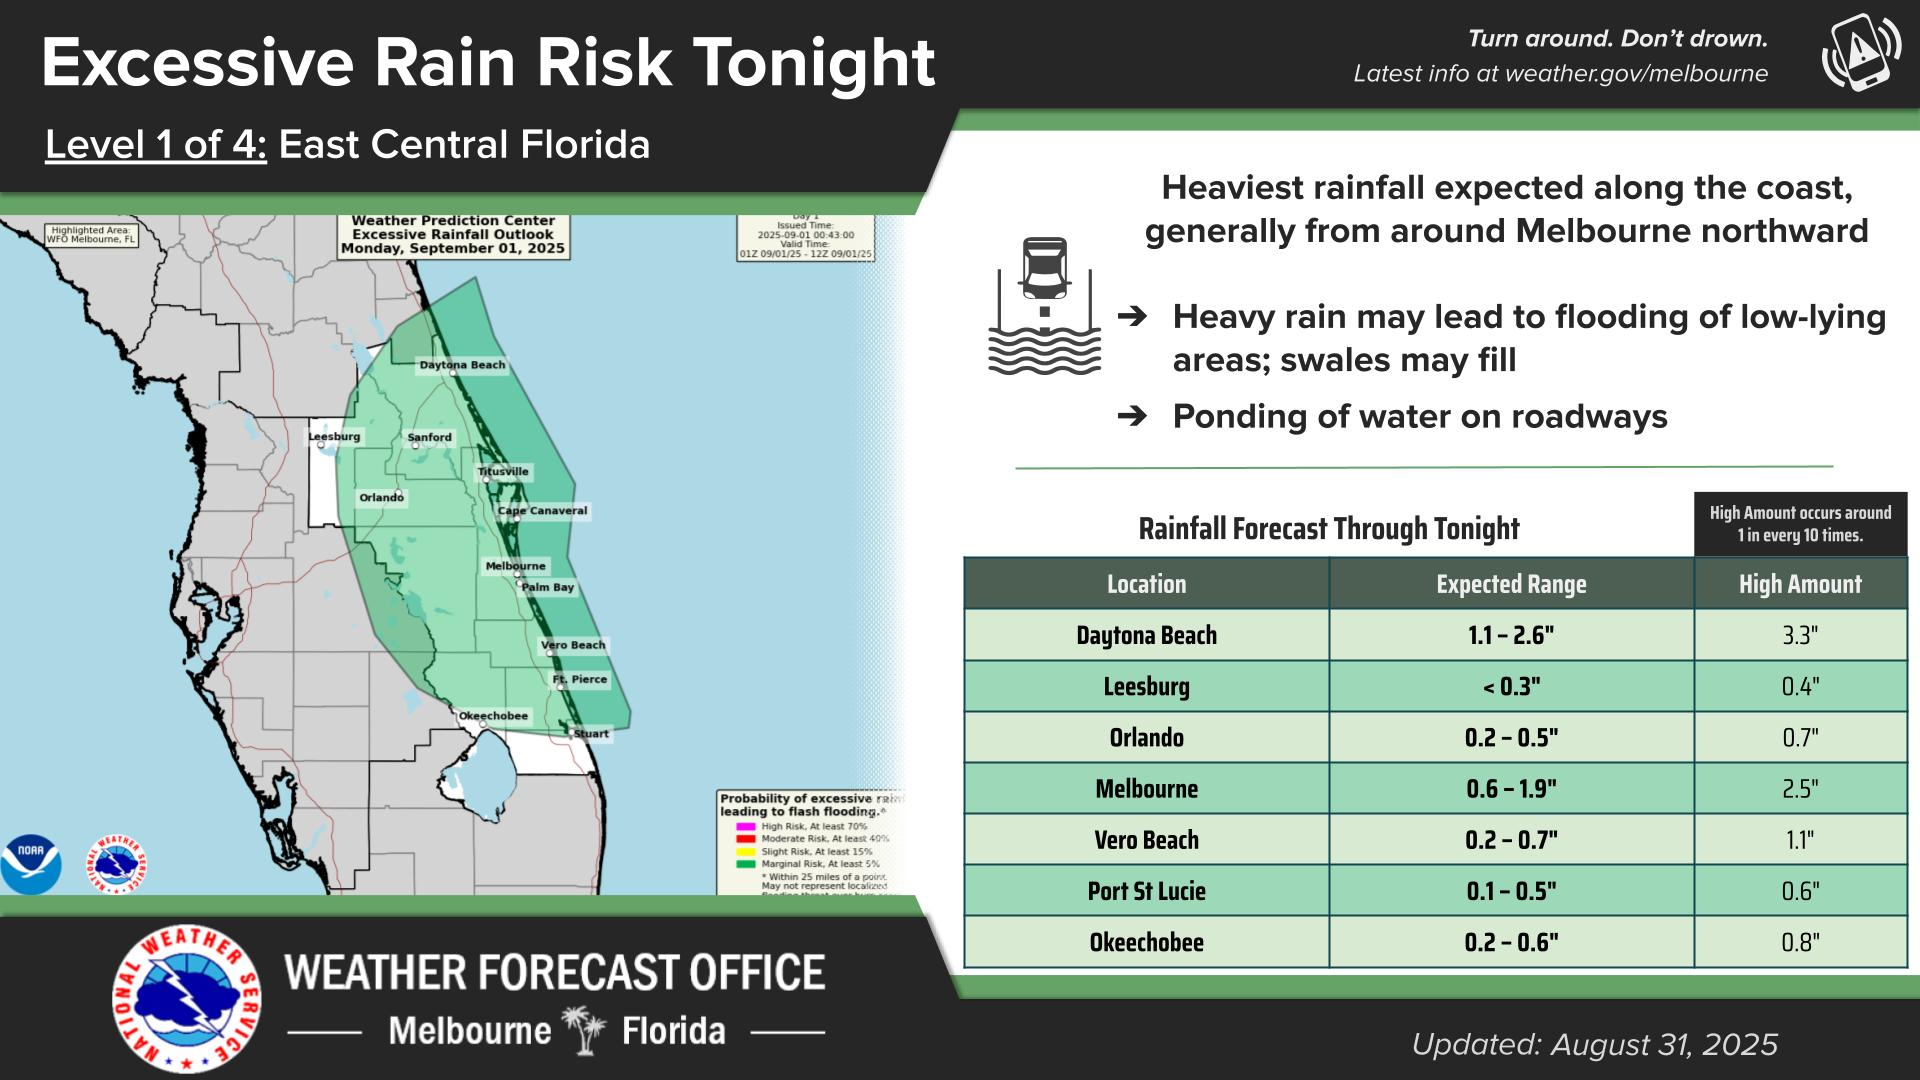 Excessive Rain Risk Tonight
Level 1 of 4: East Central Florida
Turn around. Don't drown.
Latest info at weather.gov/melbourne
Highlighted Area:
WFO Melbourne, FL
Weather Prediction Center
Excessive Rainfall Outlook
Monday, September 01, 2025
Day 1
Issued Time:
2025-09-01 00:43:00
Valid Time:
01Z 09/01/25 - 12Z 09/01/25
Daytona Beach
Leesburg
Sanford
Titusville
Orlando
Cape Canaveral
Melbourne
Palm Bay
Vero Beach
Ft. Pierce
Okeechobee
Stuart
Probability of excessive rain
leading to flash flooding.*
High Risk, At least 70%
Moderate Risk, At least 40%
Slight Risk, At least 15%
Marginal Risk, At least 5%
* Within 25 miles of a point.
May not represent localized
NOAA
NATIONAL WEATHER SERVICE
Heaviest rainfall expected along the coast,
generally from around Melbourne northward
➔ Heavy rain may lead to flooding of low-lying
areas; swales may fill
➔ Ponding of water on roadways
Rainfall Forecast Through Tonight
High Amount occurs around
1 in every 10 times.
Location Expected Range High Amount
Daytona Beach 1.1 – 2.6" 3.3"
Leesburg < 0.3" 0.4"
Orlando 0.2 – 0.5" 0.7"
Melbourne 0.6 – 1.9" 2.5"
Vero Beach 0.2 – 0.7" 1.1"
Port St Lucie 0.1 – 0.5" 0.6"
Okeechobee 0.2 – 0.6" 0.8"
NATIONAL WEATHER SERVICE
WEATHER FORECAST OFFICE
Melbourne Florida
Updated: August 31, 2025